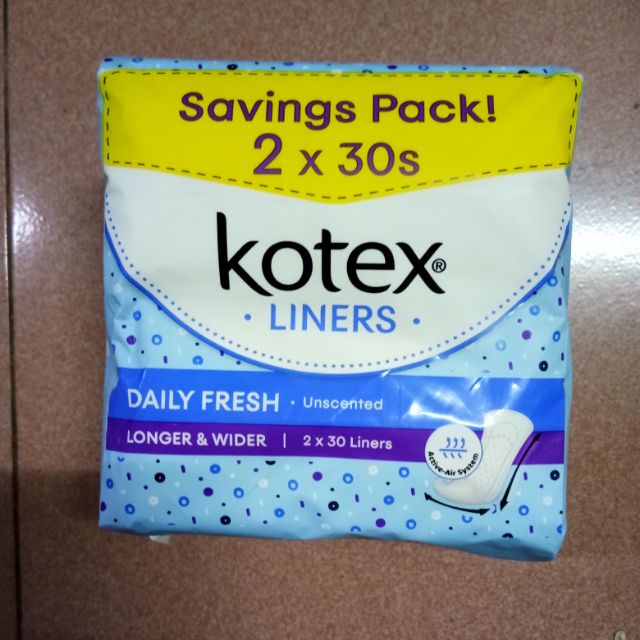 Savings Pack!
2 x 30s
kotex®
· LINERS ·
DAILY FRESH · Unscented
LONGER & WIDER | 2 x 30 Liners
Active-Air System